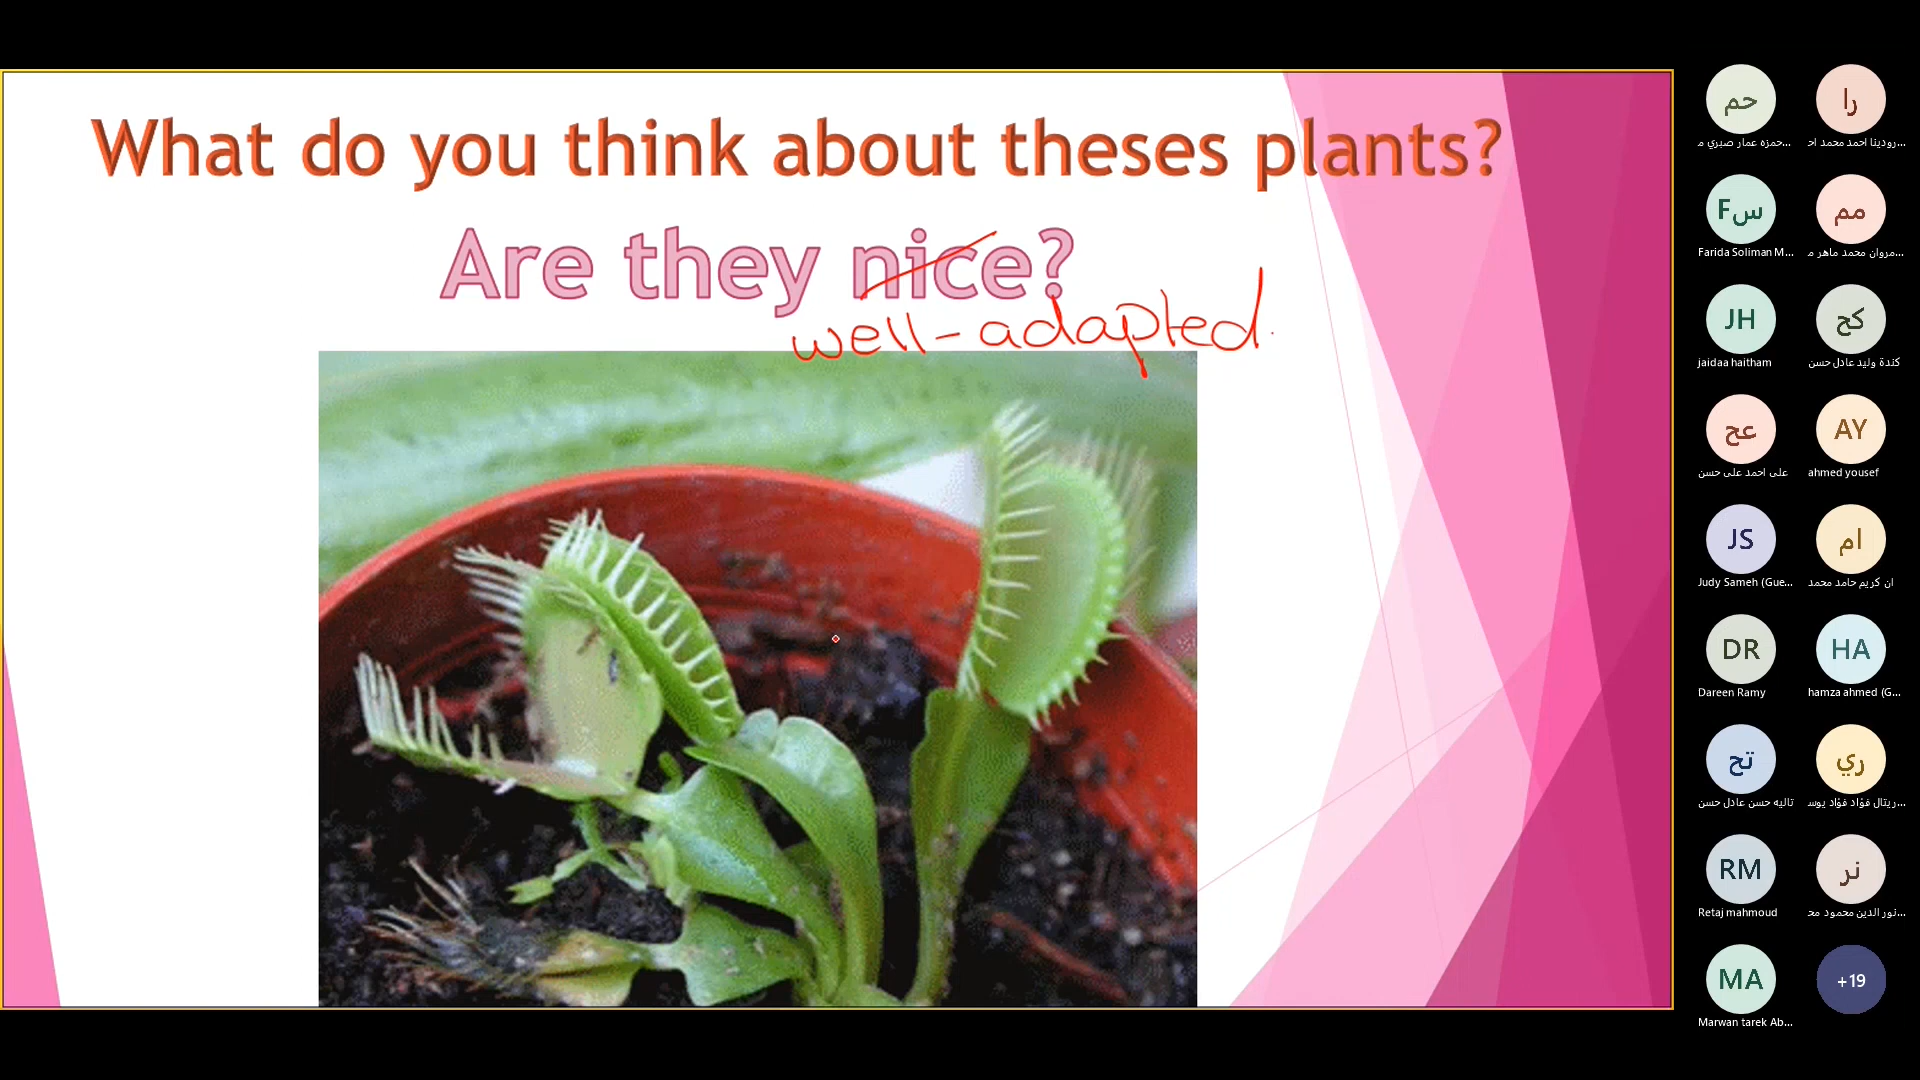 What do you think about theses plants?
Are they nice?
well-adapted.
حم
حمزه عمار صبري م...
را
رودينا احمد محمد اح...
Fس
Farida Soliman M...
مم
مروان محمد ماهر م...
JH
jaidaa haitham
كح
كندة وليد عادل حسن
عح
على احمد على حسن
AY
ahmed yousef
JS
Judy Sameh (Gue...
ام
ان كريم حامد محمد
DR
Dareen Ramy
HA
hamza ahmed (G...
تح
تاليه حسن عادل حسن
ري
ريتال فؤاد فؤاد يوس...
RM
Retaj mahmoud
نر
نور الدين محمود مح...
MA
Marwan tarek Ab...
+19